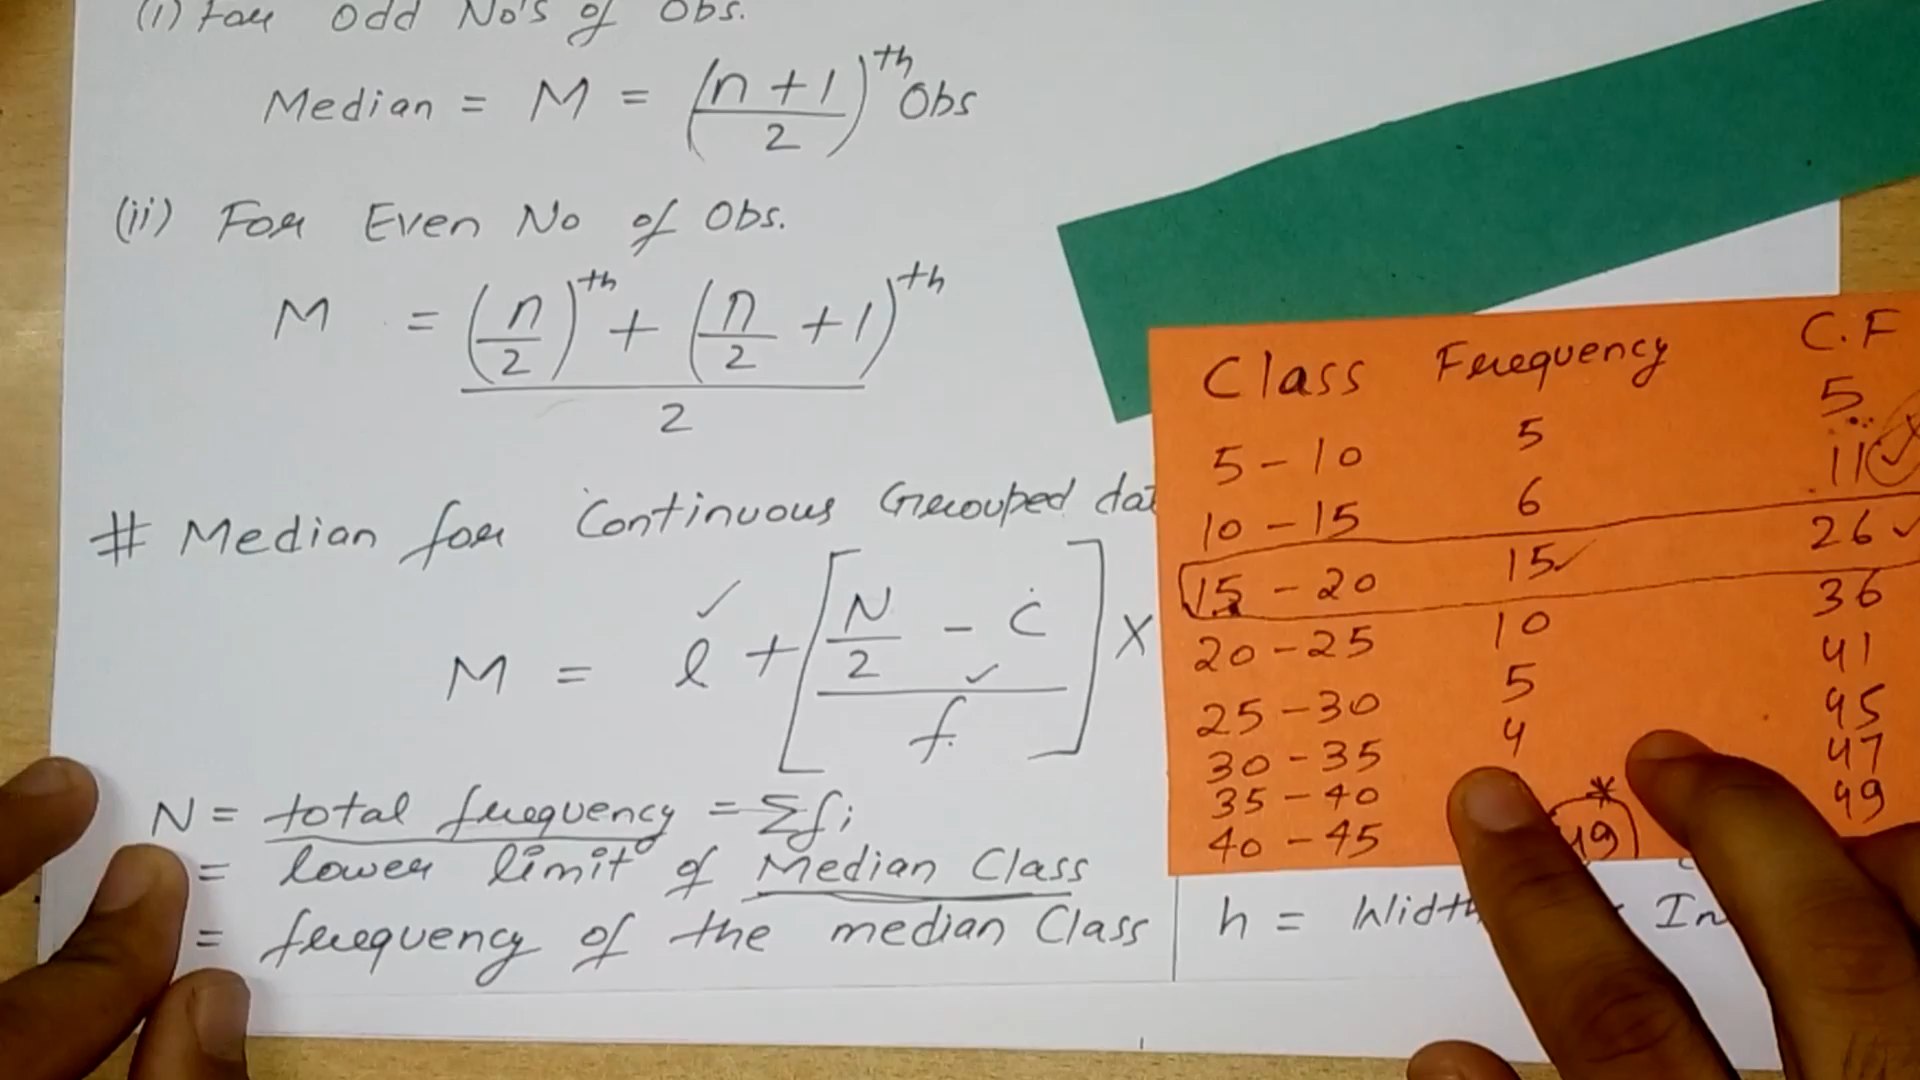 (i) For Odd No's of Obs.
Median = M = (n+1/2)th Obs
(ii) For Even No of Obs.
M = (n/2)th + (n/2 + 1)th
2
# Median for Continuous Grouped dat
M = l + [N/2 - C / f] X
N = total frequency = Σfi
= lower limit of Median Class
= frequency of the median Class
h = Width In
Class Frequency C.F
5-10 5 5
10-15 6 11
15-20 15 26
20-25 10 36
25-30 5 41
30-35 4 45
35-40 47
40-45 49 49